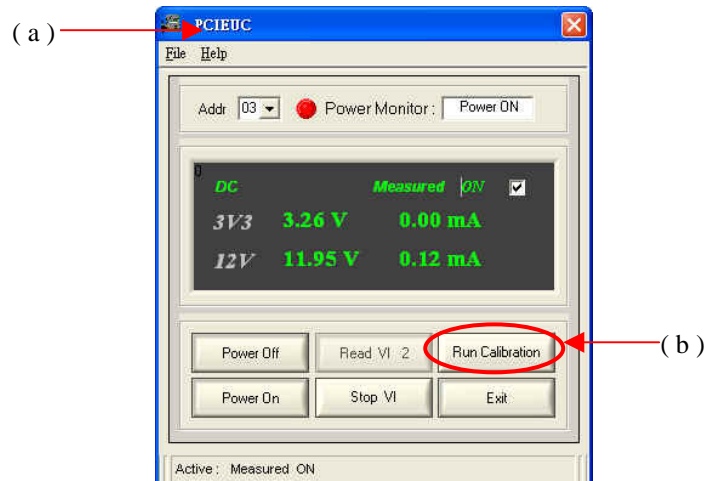 ( a )
PCIEUC
File Help
Addr 03 Power Monitor : Power ON
0
DC Measured ON
3V3 3.26 V 0.00 mA
12V 11.95 V 0.12 mA
Power Off Read VI 2 Run Calibration
( b )
Power On Stop VI Exit
Active : Measured ON